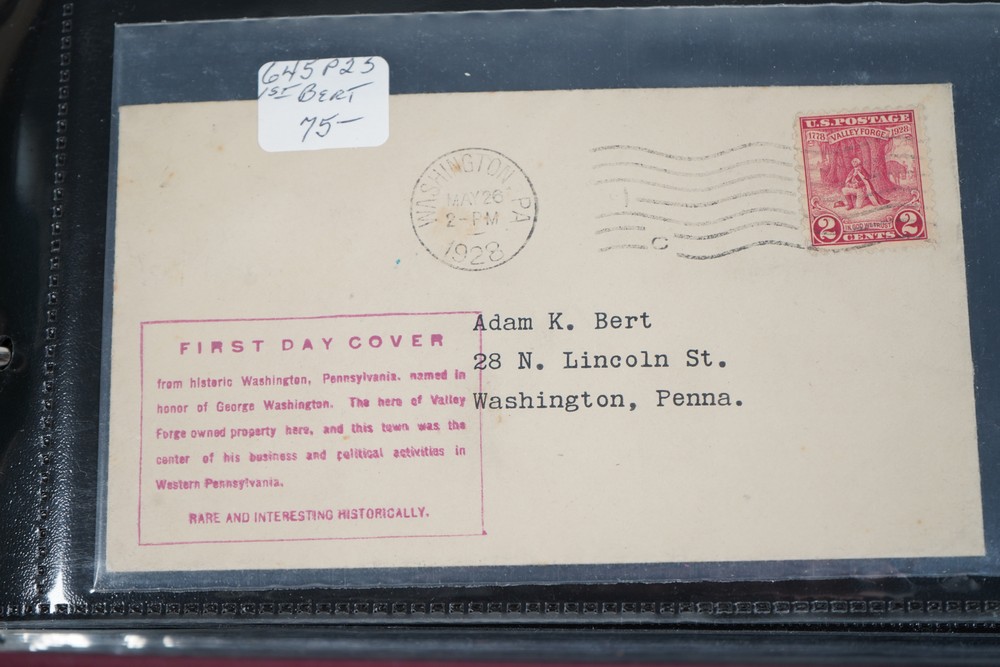 645 P23
1ST BERT
75—
WASHINGTON, PA.
MAY 26
2-PM
1928
C
U.S. POSTAGE
1778 VALLEY FORGE 1928
2 CENTS 2
FIRST DAY COVER
from historic Washington, Pennsylvania. named in
honor of George Washington. The hero of Valley
Forge owned property here, and this town was the
center of his business and political activities in
Western Pennsylvania.
RARE AND INTERESTING HISTORICALLY.
Adam K. Bert
28 N. Lincoln St.
Washington, Penna.